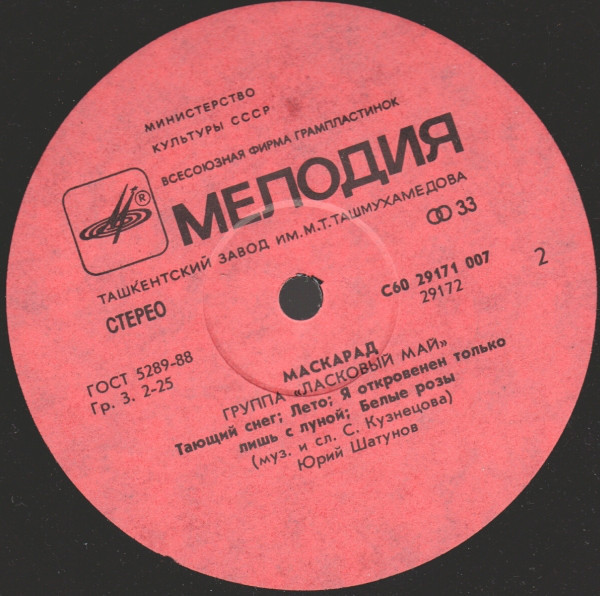 МИНИСТЕРСТВО
КУЛЬТУРЫ СССР
ВСЕСОЮЗНАЯ ФИРМА ГРАМПЛАСТИНОК
МЕЛОДИЯ
®
ТАШКЕНТСКИЙ ЗАВОД ИМ. М.Т.ТАШМУХАМЕДОВА
СТЕРЕО
33
ГОСТ 5289-88
Гр. 3. 2-25
С60 29171 007
29172
2
МАСКАРАД
ГРУППА «ЛАСКОВЫЙ МАЙ»
Тающий снег; Лето; Я откровенен только
лишь с луной; Белые розы
(муз. и сл. С. Кузнецова)
Юрий Шатунов